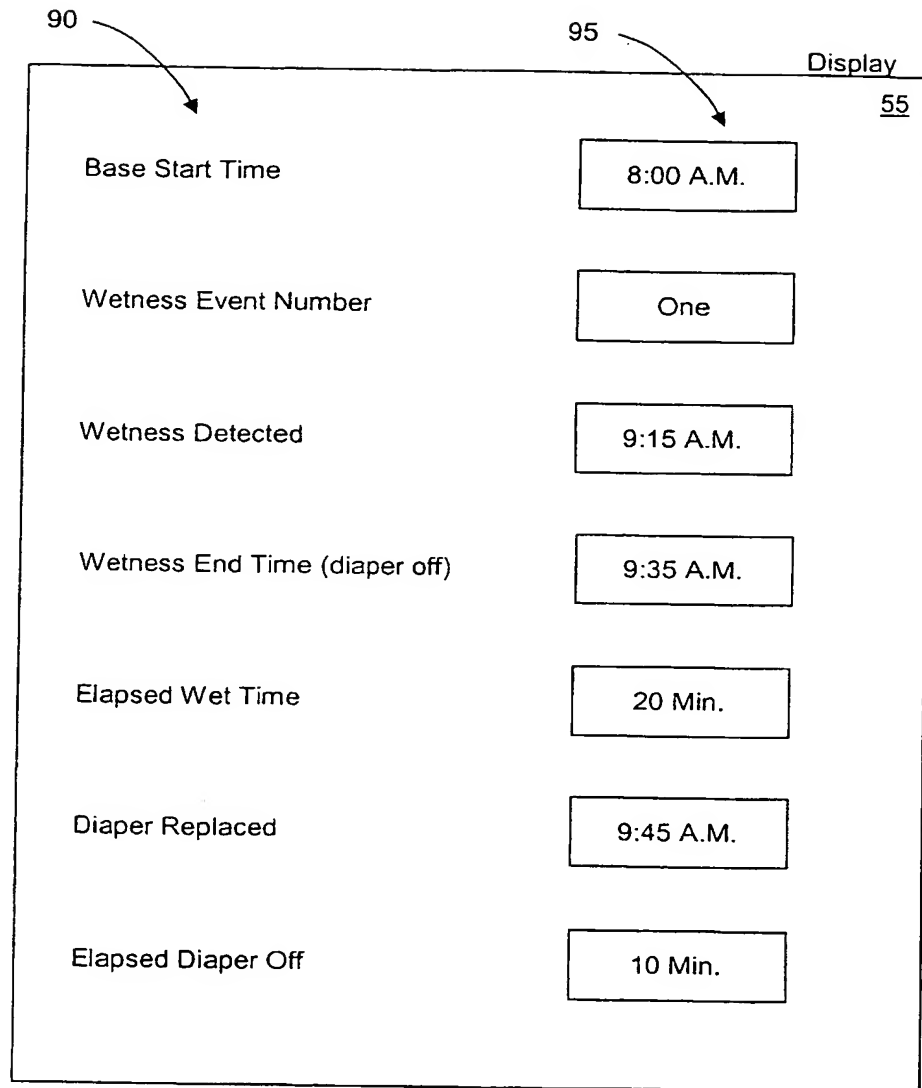 90
95
Display
55
Base Start Time
8:00 A.M.
Wetness Event Number
One
Wetness Detected
9:15 A.M.
Wetness End Time (diaper off)
9:35 A.M.
Elapsed Wet Time
20 Min.
Diaper Replaced
9:45 A.M.
Elapsed Diaper Off
10 Min.